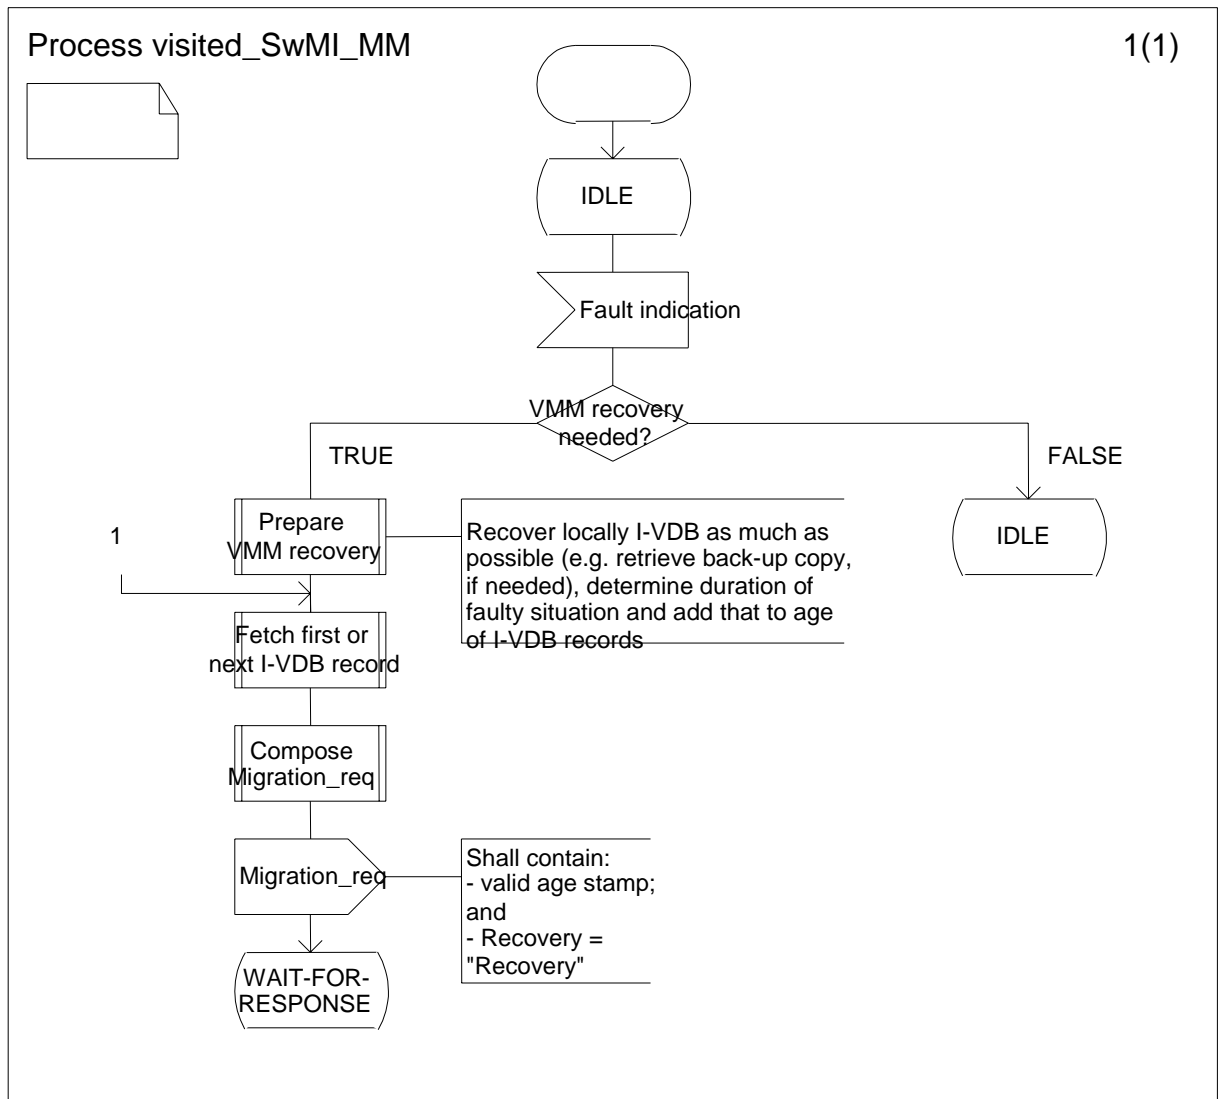 Process visited_SwMI_MM
1(1)
IDLE
Fault indication
VMM recovery
needed?
TRUE
FALSE
Prepare
VMM recovery
Recover locally I-VDB as much as
possible (e.g. retrieve back-up copy,
if needed), determine duration of
faulty situation and add that to age
of I-VDB records
IDLE
1
Fetch first or
next I-VDB record
Compose
Migration_req
Migration_req
Shall contain:
- valid age stamp;
and
- Recovery =
"Recovery"
WAIT-FOR-
RESPONSE